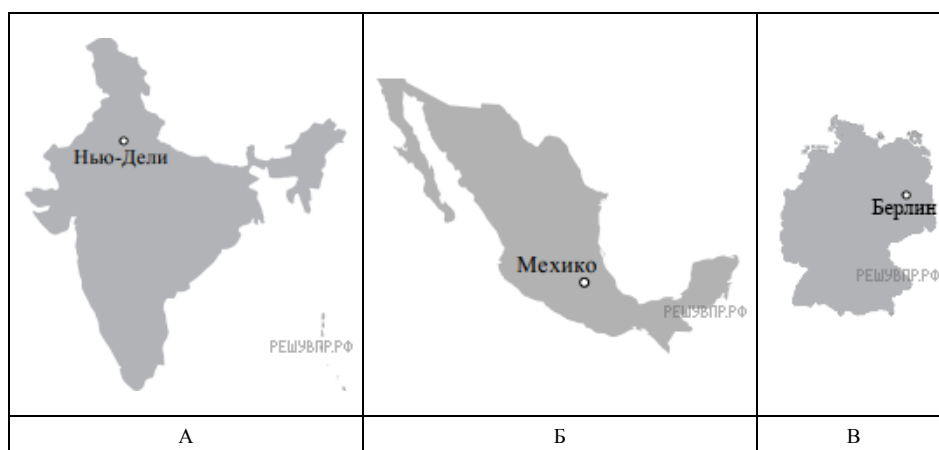 Нью-Дели
РЕШУВПР.РФ
Мехико
РЕШУВПР.РФ
Берлин
РЕШУВПР.РФ
А
Б
В